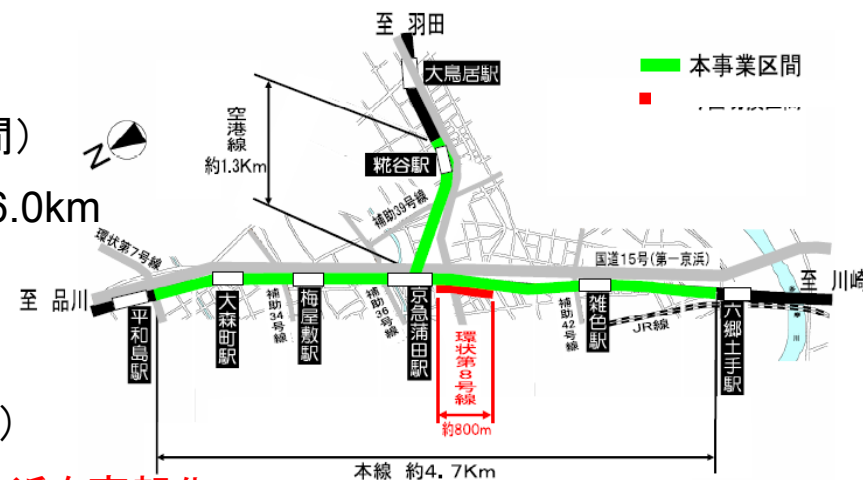 至 羽田
大鳥居駅
本事業区間
間）
空港線
約1.3Km
N
糀谷駅
6.0km
補助39号線
環状第7号線
国道15号(第一京浜)
至 川崎
至 品川
平和島駅
大森町駅
補助34号線
梅屋敷駅
補助36号線
京急蒲田駅
環状第8号線
補助42号線
雑色駅
JR線
六郷土手駅
約800m
）
本線 約4.7Km